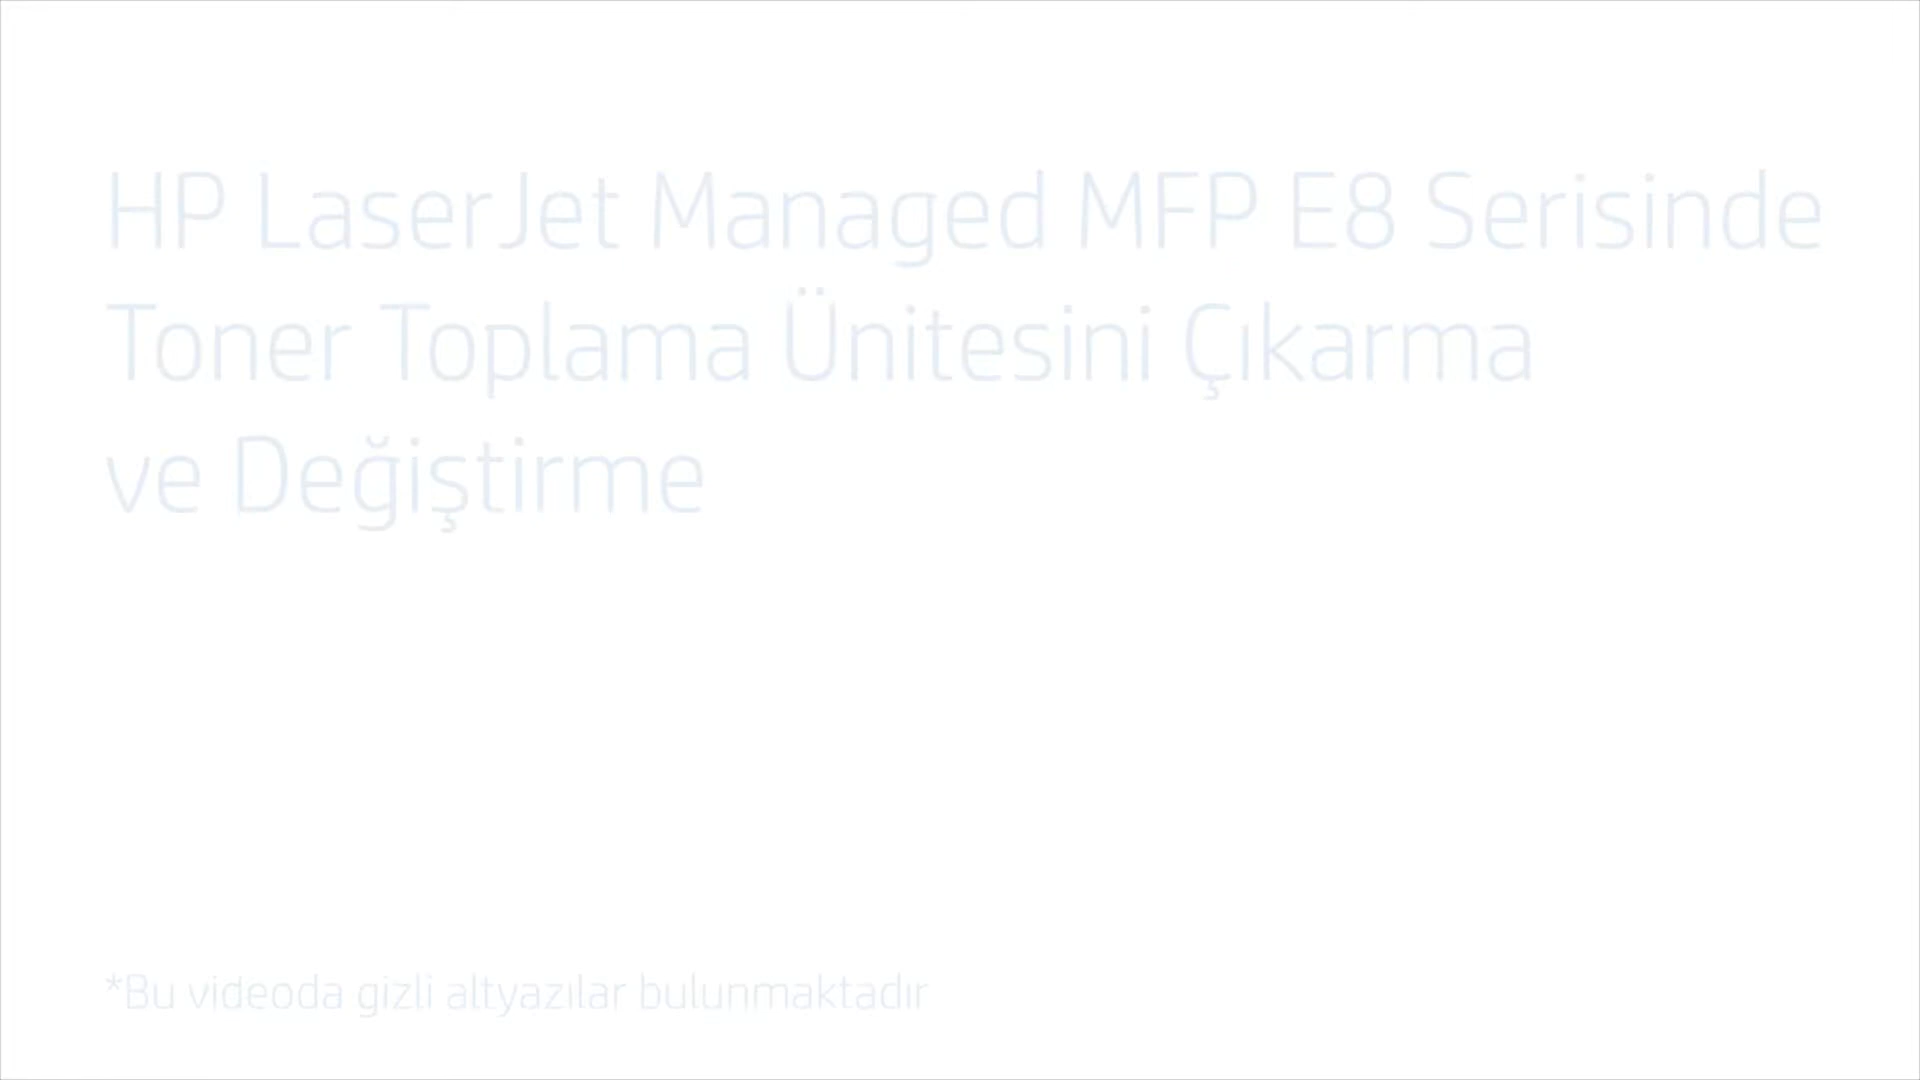 HP LaserJet Managed MFP E8 Serisinde
Toner Toplama Ünitesini Çıkarma
ve Değiştirme
*Bu videoda gizli altyazılar bulunmaktadır